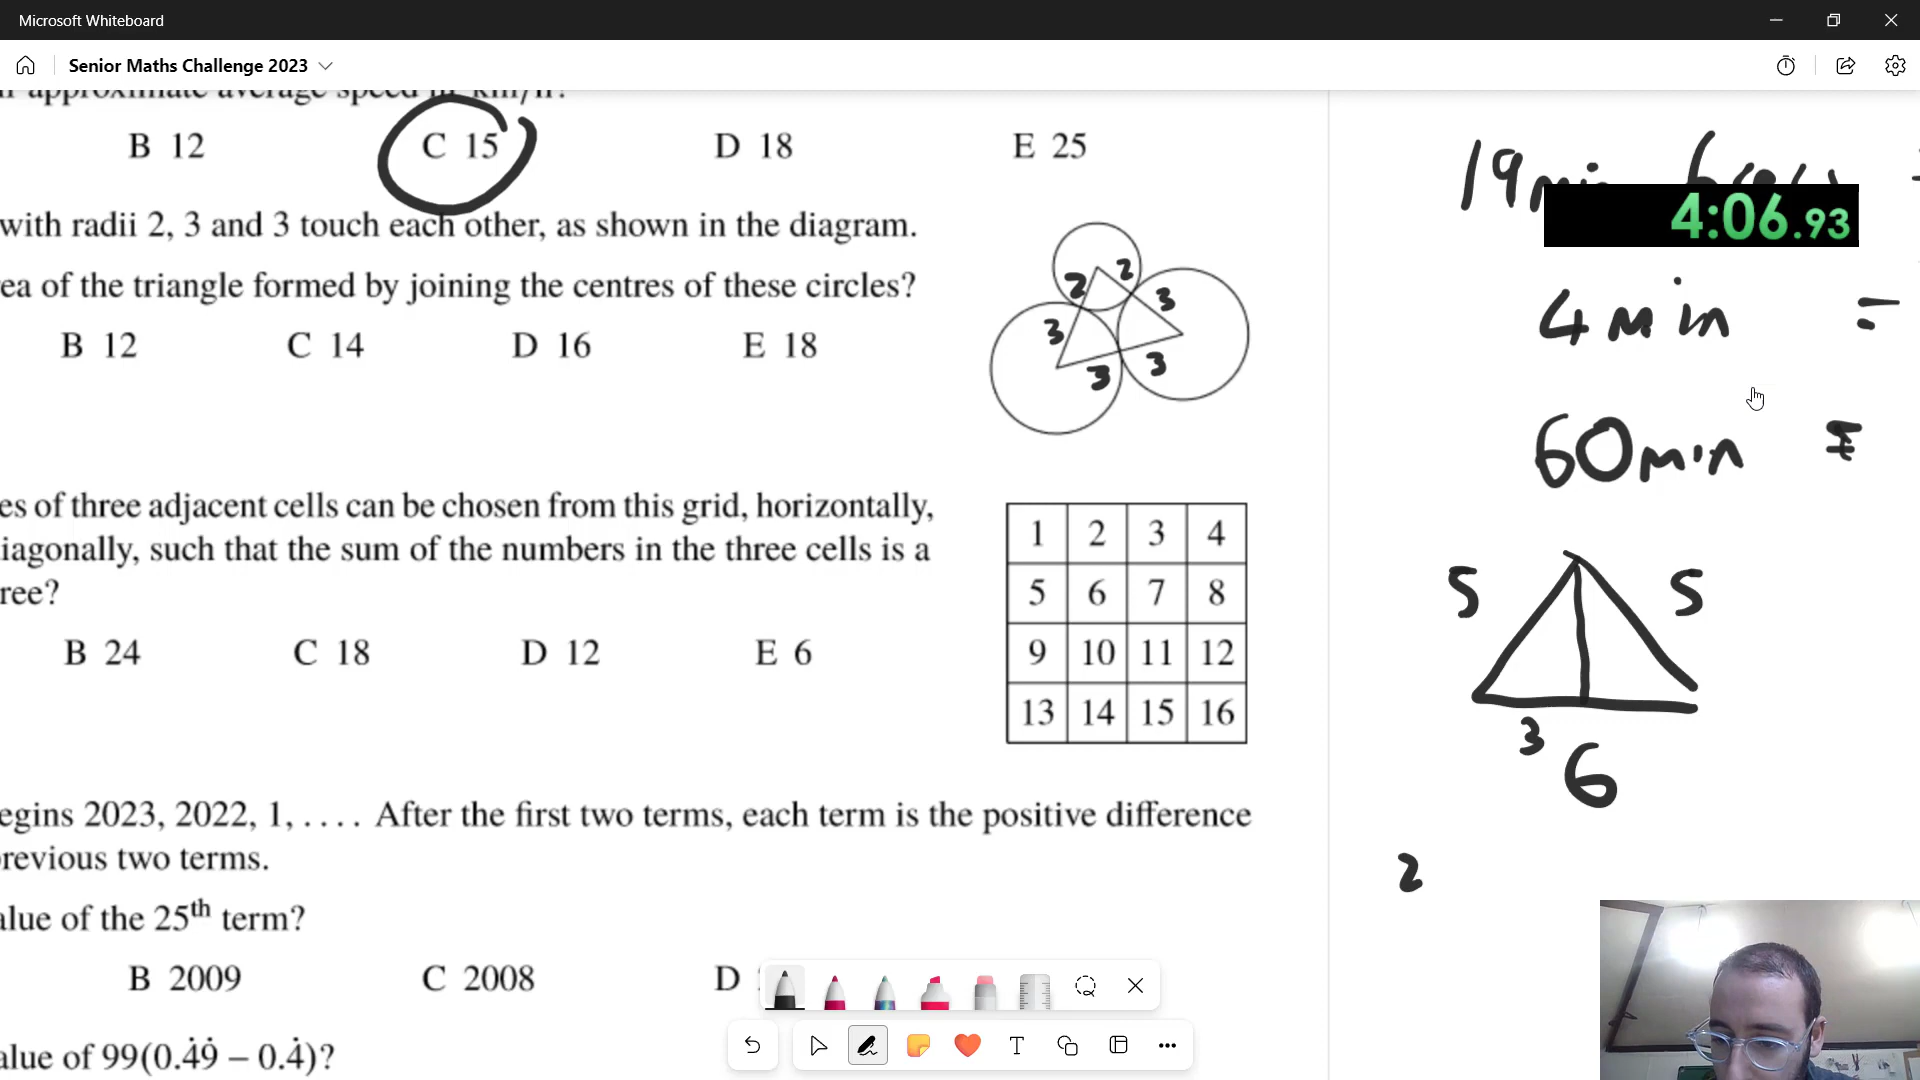 Microsoft Whiteboard
Senior Maths Challenge 2023
approximate average speed in km/h?
B 12 C 15 D 18 E 25
with radii 2, 3 and 3 touch each other, as shown in the diagram.
ea of the triangle formed by joining the centres of these circles?
B 12 C 14 D 16 E 18
2 2
3 3
3 3
es of three adjacent cells can be chosen from this grid, horizontally,
iagonally, such that the sum of the numbers in the three cells is a
ree?
B 24 C 18 D 12 E 6
1 2 3 4
5 6 7 8
9 10 11 12
13 14 15 16
egins 2023, 2022, 1, . . . . After the first two terms, each term is the positive difference
revious two terms.
alue of the 25th term?
B 2009 C 2008 D
alue of 99(0.4̇9̇ − 0.4̇)?
19min
4:06.93
4 min =
60min =
5 5
3
6
2
T